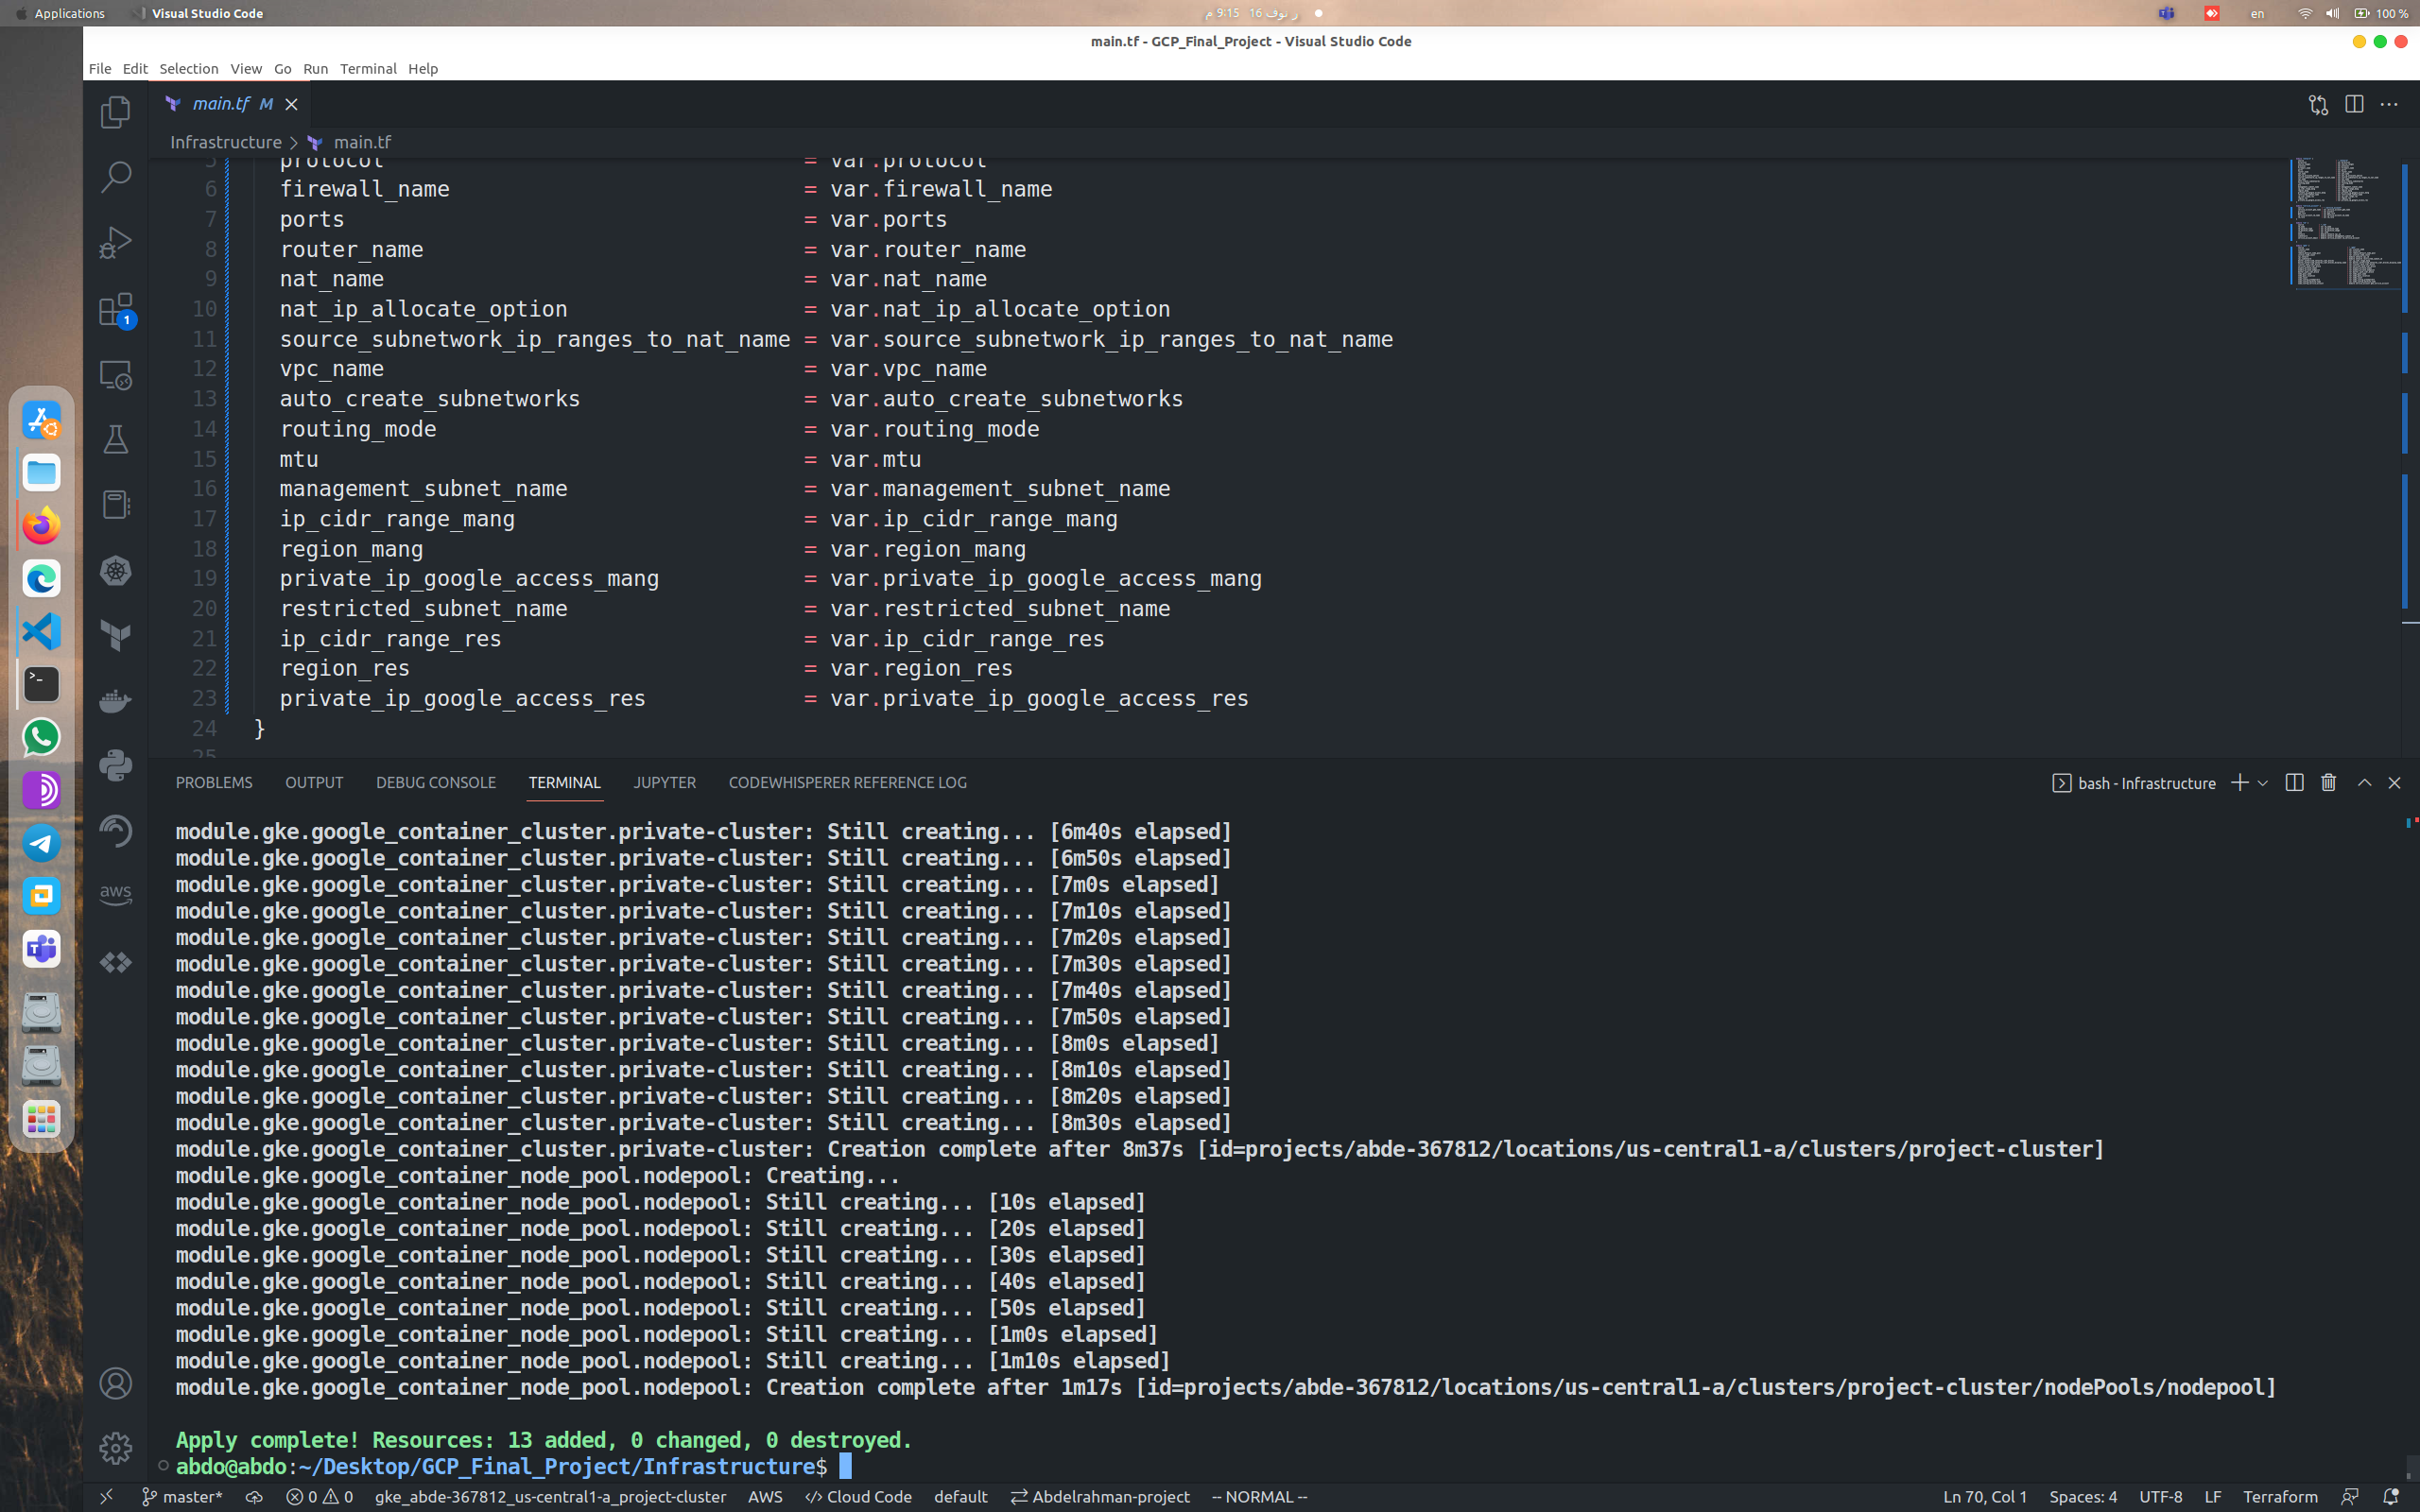 Applications Visual Studio Code ر نوف 16 9:15 م en 100 %
main.tf - GCP_Final_Project - Visual Studio Code
File Edit Selection View Go Run Terminal Help
main.tf M
Infrastructure > main.tf
5 protocol = var.protocol
6 firewall_name = var.firewall_name
7 ports = var.ports
8 router_name = var.router_name
9 nat_name = var.nat_name
10 nat_ip_allocate_option = var.nat_ip_allocate_option
11 source_subnetwork_ip_ranges_to_nat_name = var.source_subnetwork_ip_ranges_to_nat_name
12 vpc_name = var.vpc_name
13 auto_create_subnetworks = var.auto_create_subnetworks
14 routing_mode = var.routing_mode
15 mtu = var.mtu
16 management_subnet_name = var.management_subnet_name
17 ip_cidr_range_mang = var.ip_cidr_range_mang
18 region_mang = var.region_mang
19 private_ip_google_access_mang = var.private_ip_google_access_mang
20 restricted_subnet_name = var.restricted_subnet_name
21 ip_cidr_range_res = var.ip_cidr_range_res
22 region_res = var.region_res
23 private_ip_google_access_res = var.private_ip_google_access_res
24 }
25
1
aws
PROBLEMS OUTPUT DEBUG CONSOLE TERMINAL JUPYTER CODEWHISPERER REFERENCE LOG bash - Infrastructure
module.gke.google_container_cluster.private-cluster: Still creating... [6m40s elapsed]
module.gke.google_container_cluster.private-cluster: Still creating... [6m50s elapsed]
module.gke.google_container_cluster.private-cluster: Still creating... [7m0s elapsed]
module.gke.google_container_cluster.private-cluster: Still creating... [7m10s elapsed]
module.gke.google_container_cluster.private-cluster: Still creating... [7m20s elapsed]
module.gke.google_container_cluster.private-cluster: Still creating... [7m30s elapsed]
module.gke.google_container_cluster.private-cluster: Still creating... [7m40s elapsed]
module.gke.google_container_cluster.private-cluster: Still creating... [7m50s elapsed]
module.gke.google_container_cluster.private-cluster: Still creating... [8m0s elapsed]
module.gke.google_container_cluster.private-cluster: Still creating... [8m10s elapsed]
module.gke.google_container_cluster.private-cluster: Still creating... [8m20s elapsed]
module.gke.google_container_cluster.private-cluster: Still creating... [8m30s elapsed]
module.gke.google_container_cluster.private-cluster: Creation complete after 8m37s [id=projects/abde-367812/locations/us-central1-a/clusters/project-cluster]
module.gke.google_container_node_pool.nodepool: Creating...
module.gke.google_container_node_pool.nodepool: Still creating... [10s elapsed]
module.gke.google_container_node_pool.nodepool: Still creating... [20s elapsed]
module.gke.google_container_node_pool.nodepool: Still creating... [30s elapsed]
module.gke.google_container_node_pool.nodepool: Still creating... [40s elapsed]
module.gke.google_container_node_pool.nodepool: Still creating... [50s elapsed]
module.gke.google_container_node_pool.nodepool: Still creating... [1m0s elapsed]
module.gke.google_container_node_pool.nodepool: Still creating... [1m10s elapsed]
module.gke.google_container_node_pool.nodepool: Creation complete after 1m17s [id=projects/abde-367812/locations/us-central1-a/clusters/project-cluster/nodePools/nodepool]
Apply complete! Resources: 13 added, 0 changed, 0 destroyed.
abdo@abdo:~/Desktop/GCP_Final_Project/Infrastructure$
master* 0 0 gke_abde-367812_us-central1-a_project-cluster AWS Cloud Code default Abdelrahman-project -- NORMAL -- Ln 70, Col 1 Spaces: 4 UTF-8 LF Terraform